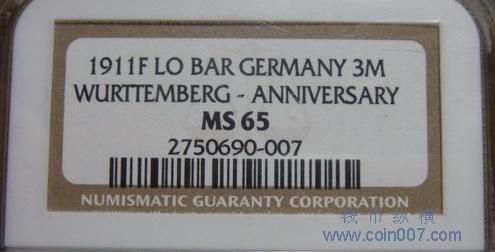 1911F LO BAR GERMANY 3M
WURTTEMBERG - ANNIVERSARY
MS 65
2750690-007
NUMISMATIC GUARANTY CORPORATION
钱币纵横
www.coin007.com